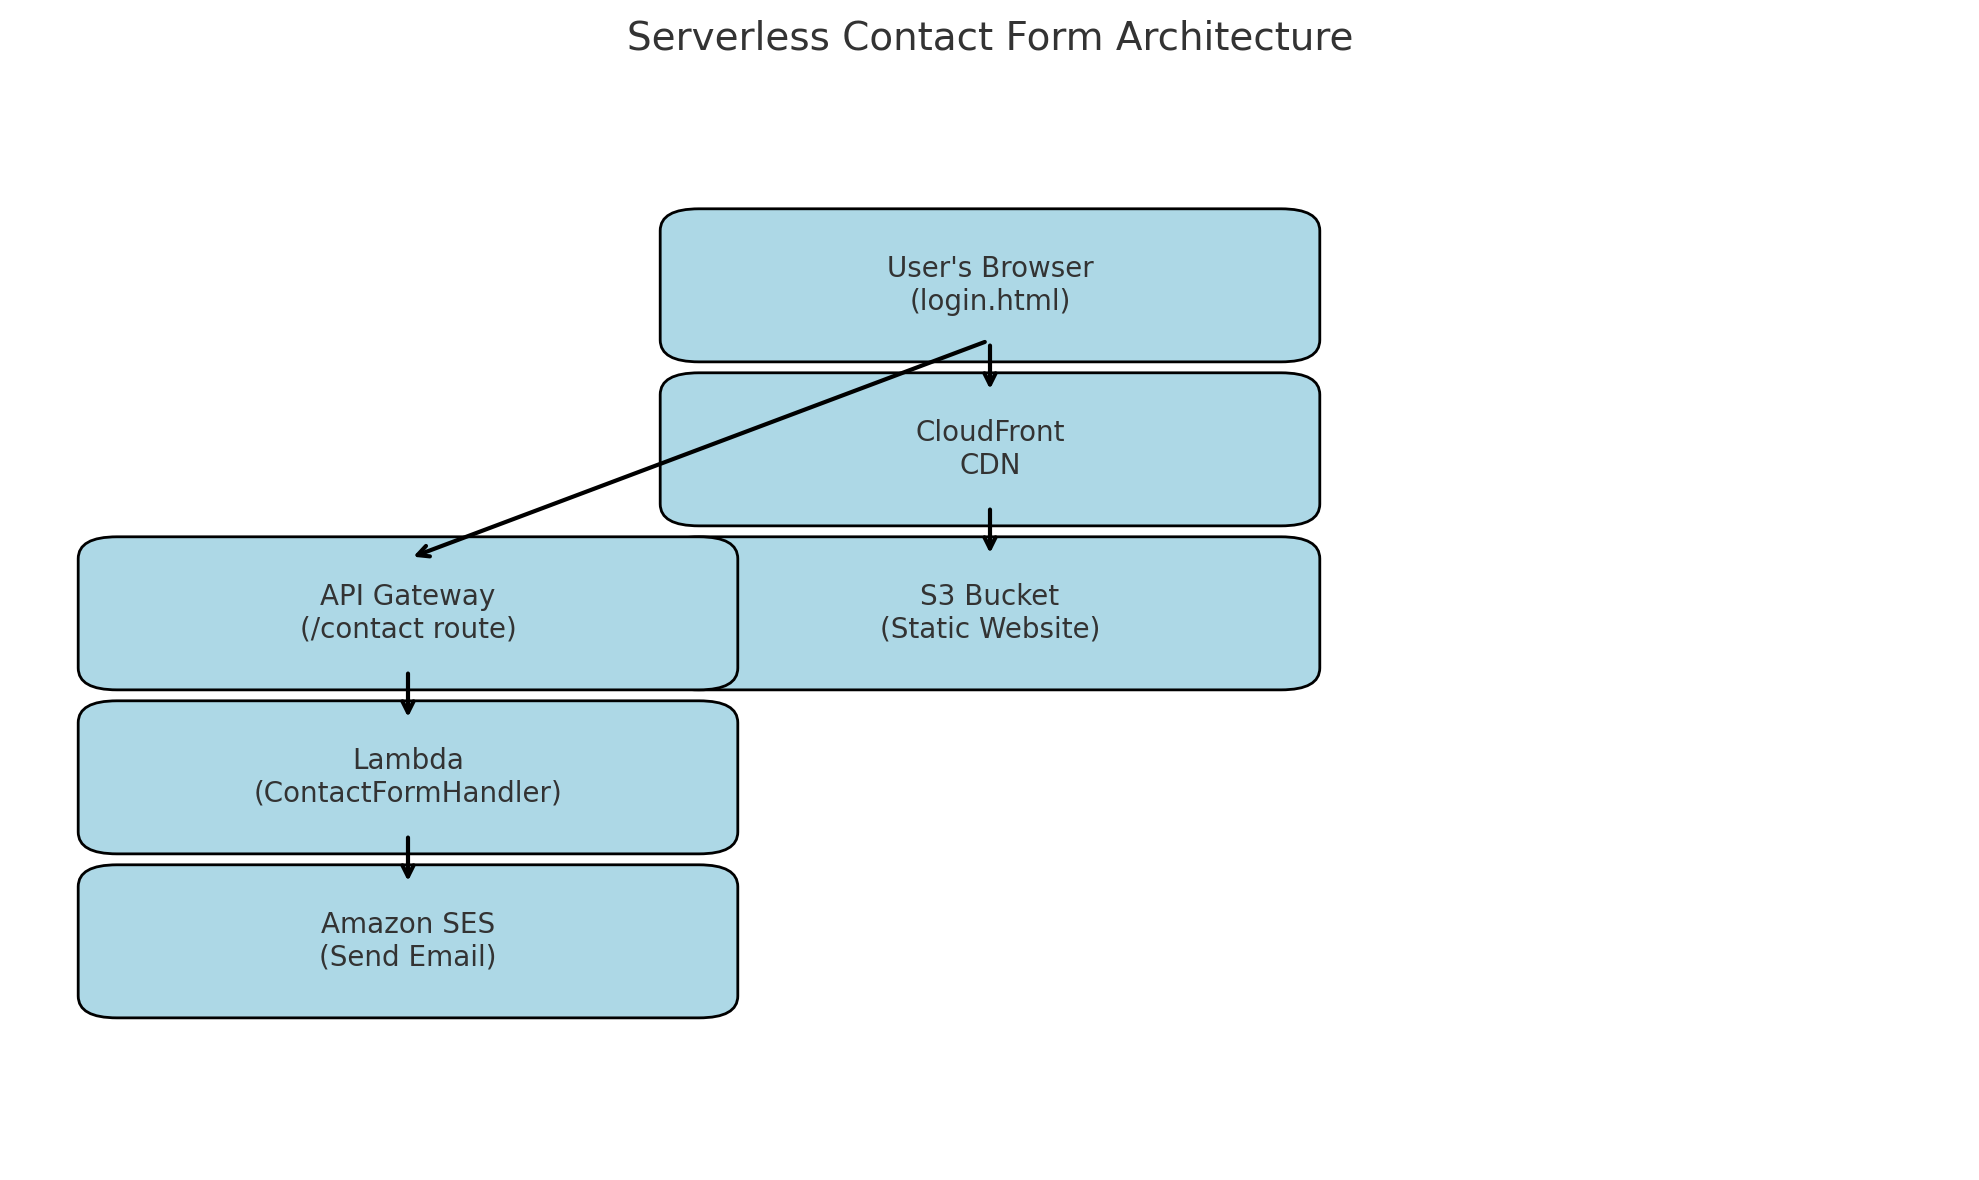 Serverless Contact Form Architecture
User's Browser
(login.html)
CloudFront
CDN
API Gateway
(/contact route)
S3 Bucket
(Static Website)
Lambda
(ContactFormHandler)
Amazon SES
(Send Email)